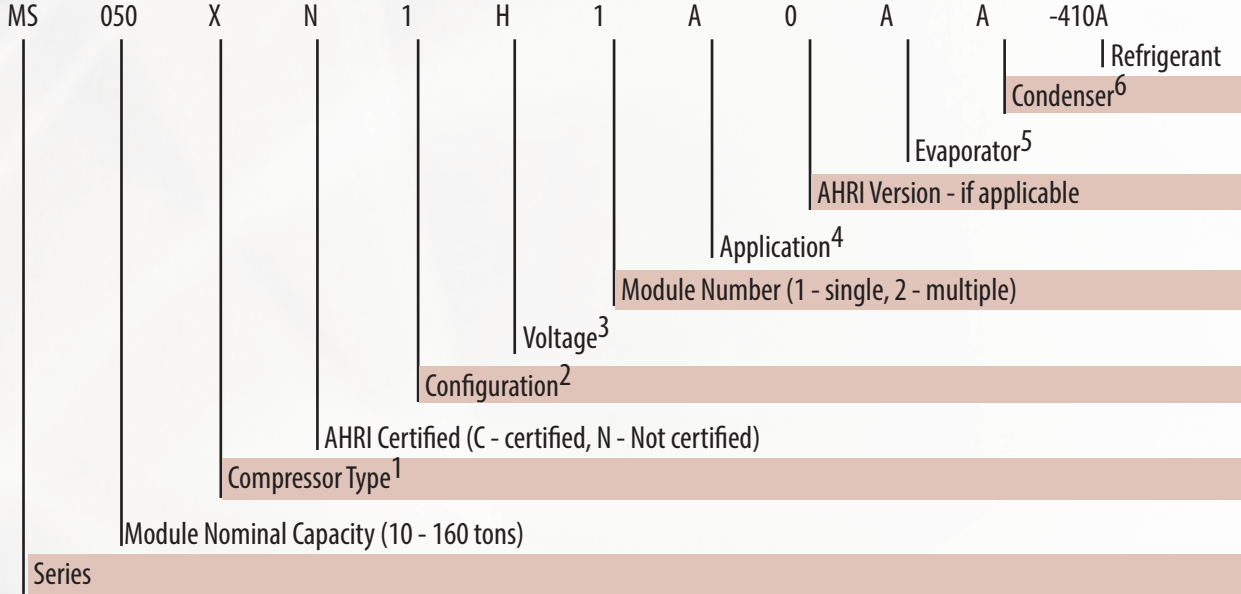 MS 050 X N 1 H 1 A 0 A A -410A
Refrigerant
Condenser6
Evaporator5
AHRI Version - if applicable
Application4
Module Number (1 - single, 2 - multiple)
Voltage3
Configuration2
AHRI Certified (C - certified, N - Not certified)
Compressor Type1
Module Nominal Capacity (10 - 160 tons)
Series